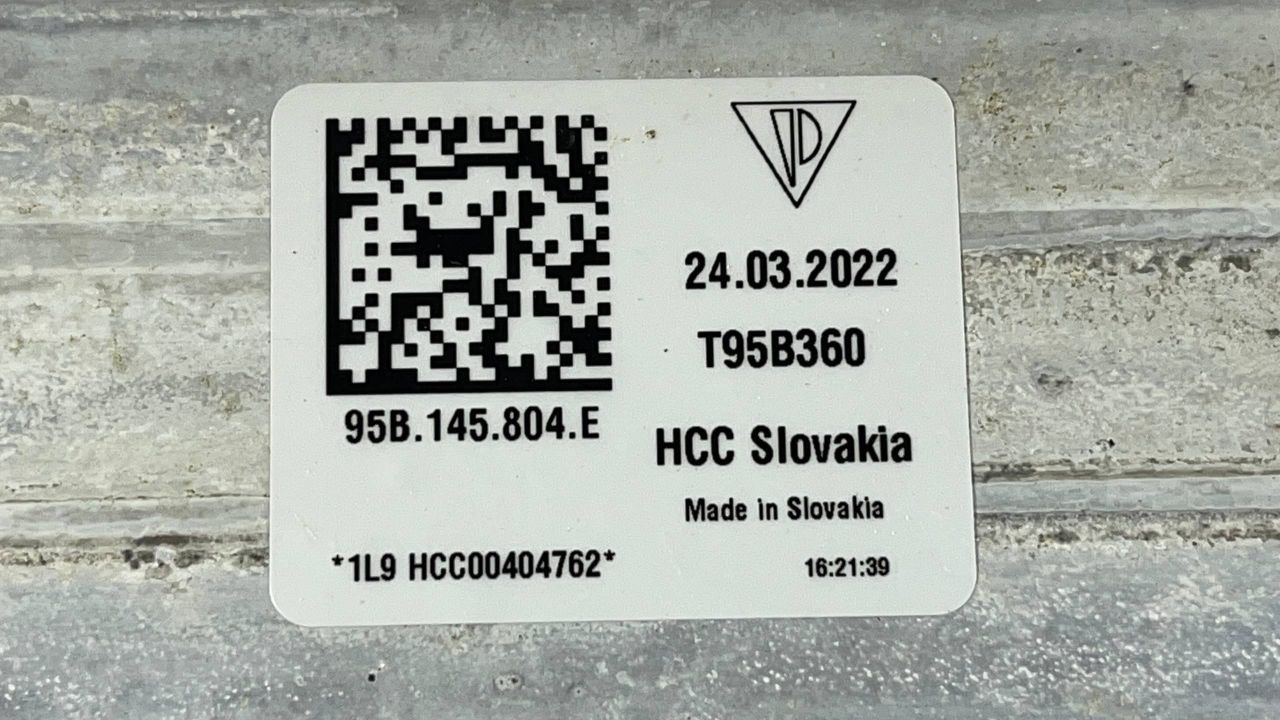 95B.145.804.E
*1L9 HCC00404762*
24.03.2022
T95B360
HCC Slovakia
Made in Slovakia
16:21:39